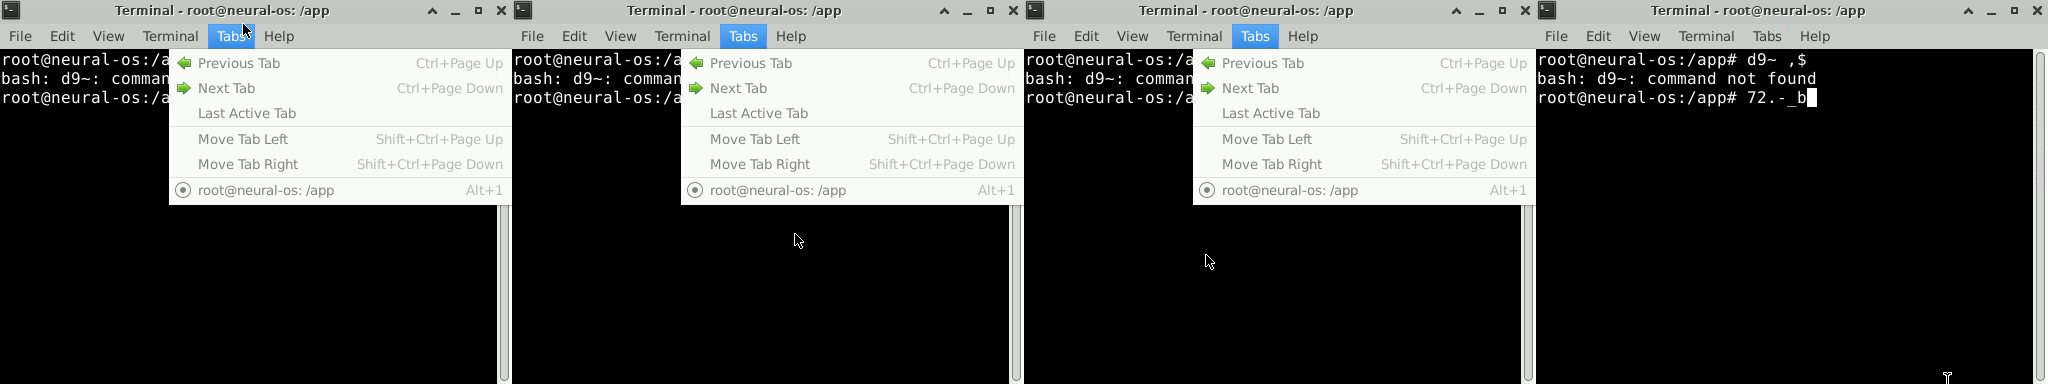 Terminal - root@neural-os: /app
File Edit View Terminal Tabs Help
root@neural-os:/a
bash: d9~: comman
root@neural-os:/a
Previous Tab Ctrl+Page Up
Next Tab Ctrl+Page Down
Last Active Tab
Move Tab Left Shift+Ctrl+Page Up
Move Tab Right Shift+Ctrl+Page Down
root@neural-os: /app Alt+1
Terminal - root@neural-os: /app
File Edit View Terminal Tabs Help
root@neural-os:/a
bash: d9~: comman
root@neural-os:/a
Previous Tab Ctrl+Page Up
Next Tab Ctrl+Page Down
Last Active Tab
Move Tab Left Shift+Ctrl+Page Up
Move Tab Right Shift+Ctrl+Page Down
root@neural-os: /app Alt+1
Terminal - root@neural-os: /app
File Edit View Terminal Tabs Help
root@neural-os:/a
bash: d9~: comman
root@neural-os:/a
Previous Tab Ctrl+Page Up
Next Tab Ctrl+Page Down
Last Active Tab
Move Tab Left Shift+Ctrl+Page Up
Move Tab Right Shift+Ctrl+Page Down
root@neural-os: /app Alt+1
Terminal - root@neural-os: /app
File Edit View Terminal Tabs Help
root@neural-os:/app# d9~ ,$
bash: d9~: command not found
root@neural-os:/app# 72.-_b